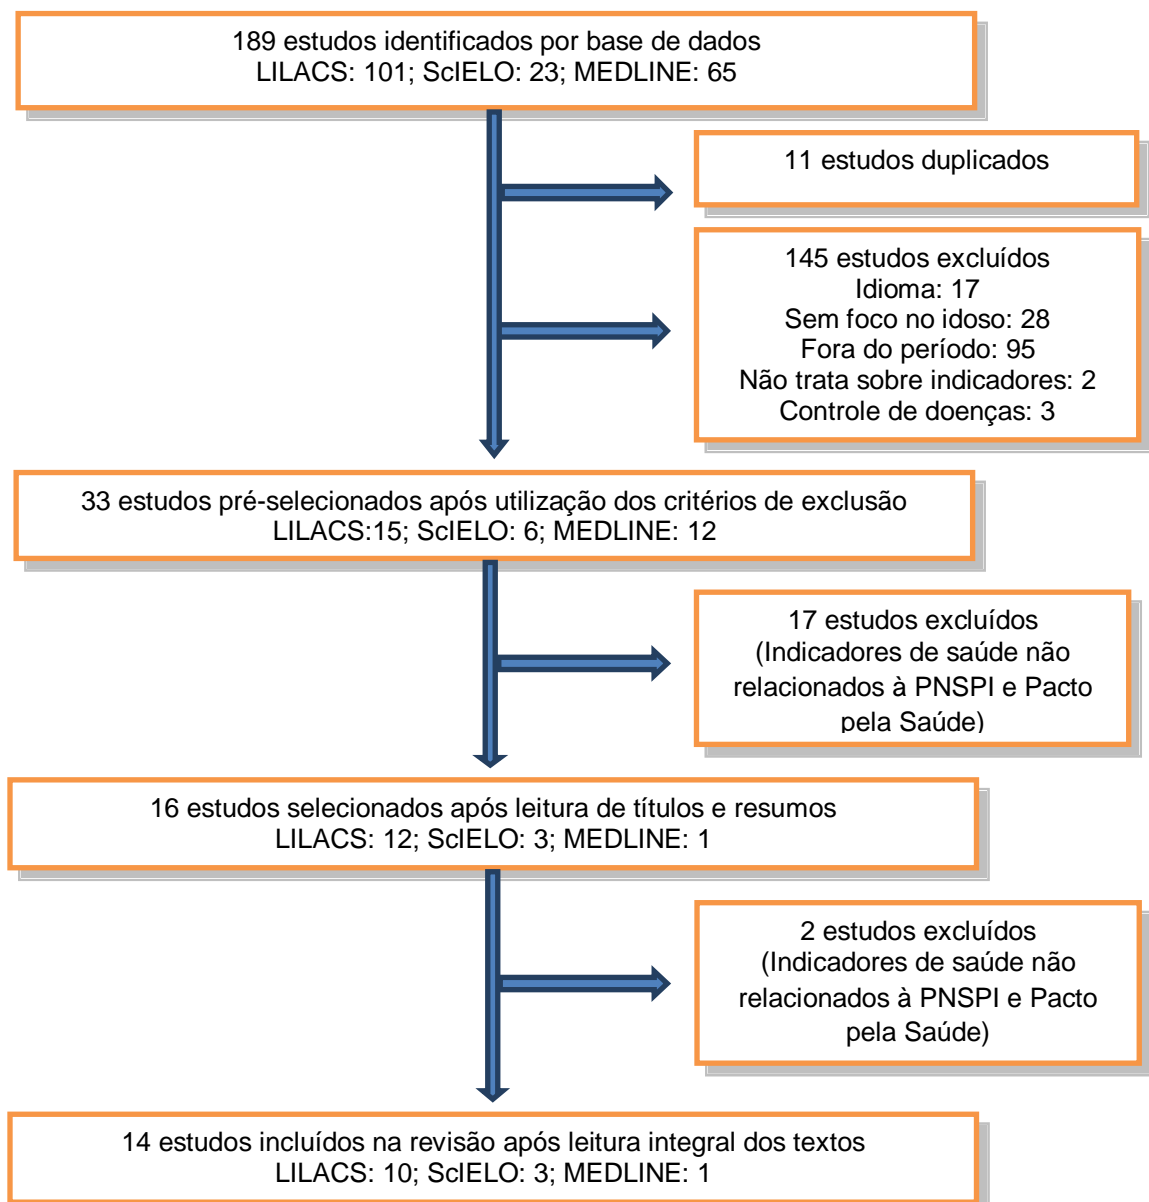 189 estudos identificados por base de dados
LILACS: 101; ScIELO: 23; MEDLINE: 65
11 estudos duplicados
145 estudos excluídos
Idioma: 17
Sem foco no idoso: 28
Fora do período: 95
Não trata sobre indicadores: 2
Controle de doenças: 3
33 estudos pré-selecionados após utilização dos critérios de exclusão
LILACS:15; ScIELO: 6; MEDLINE: 12
17 estudos excluídos
(Indicadores de saúde não
relacionados à PNSPI e Pacto
pela Saúde)
16 estudos selecionados após leitura de títulos e resumos
LILACS: 12; ScIELO: 3; MEDLINE: 1
2 estudos excluídos
(Indicadores de saúde não
relacionados à PNSPI e Pacto
pela Saúde)
14 estudos incluídos na revisão após leitura integral dos textos
LILACS: 10; ScIELO: 3; MEDLINE: 1